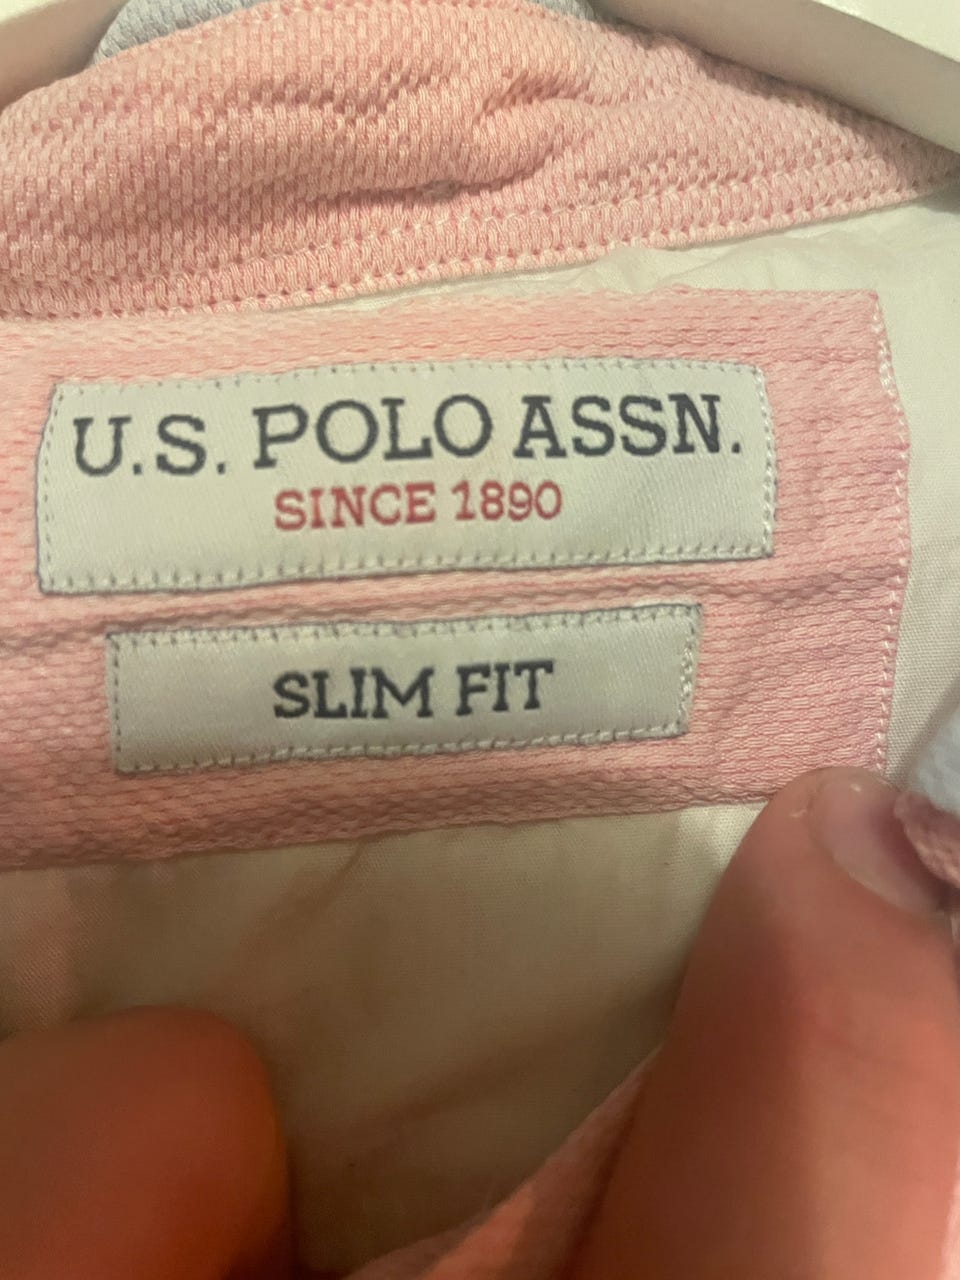 U.S. POLO ASSN.
SINCE 1890
SLIM FIT